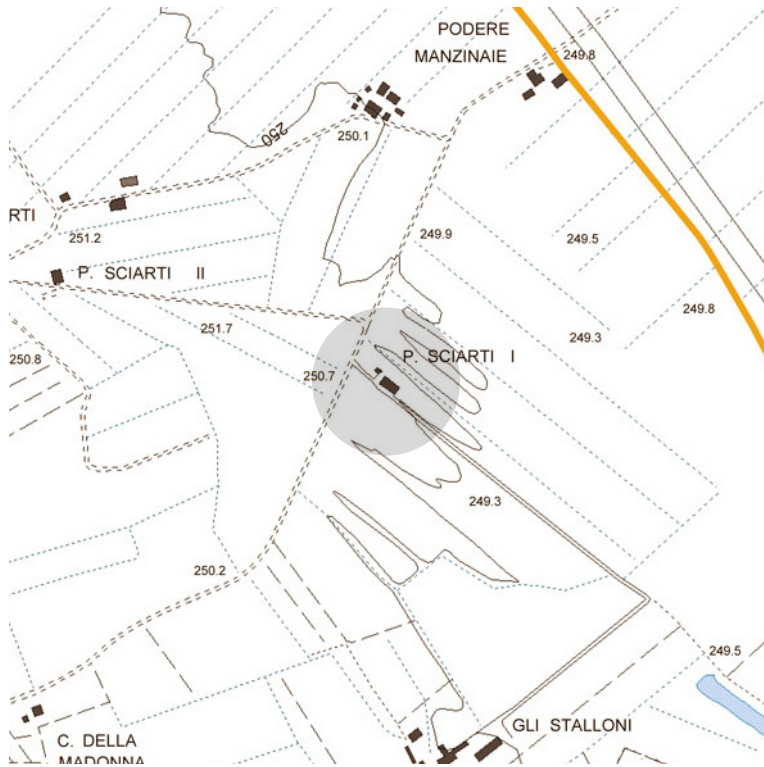 PODERE
MANZINAIE
249.8
250
250.1
RTI
251.2
249.9
249.5
P. SCIARTI II
249.8
251.7
249.3
250.8
P. SCIARTI I
250.7
249.3
250.2
249.5
GLI STALLONI
C. DELLA
MADONNA